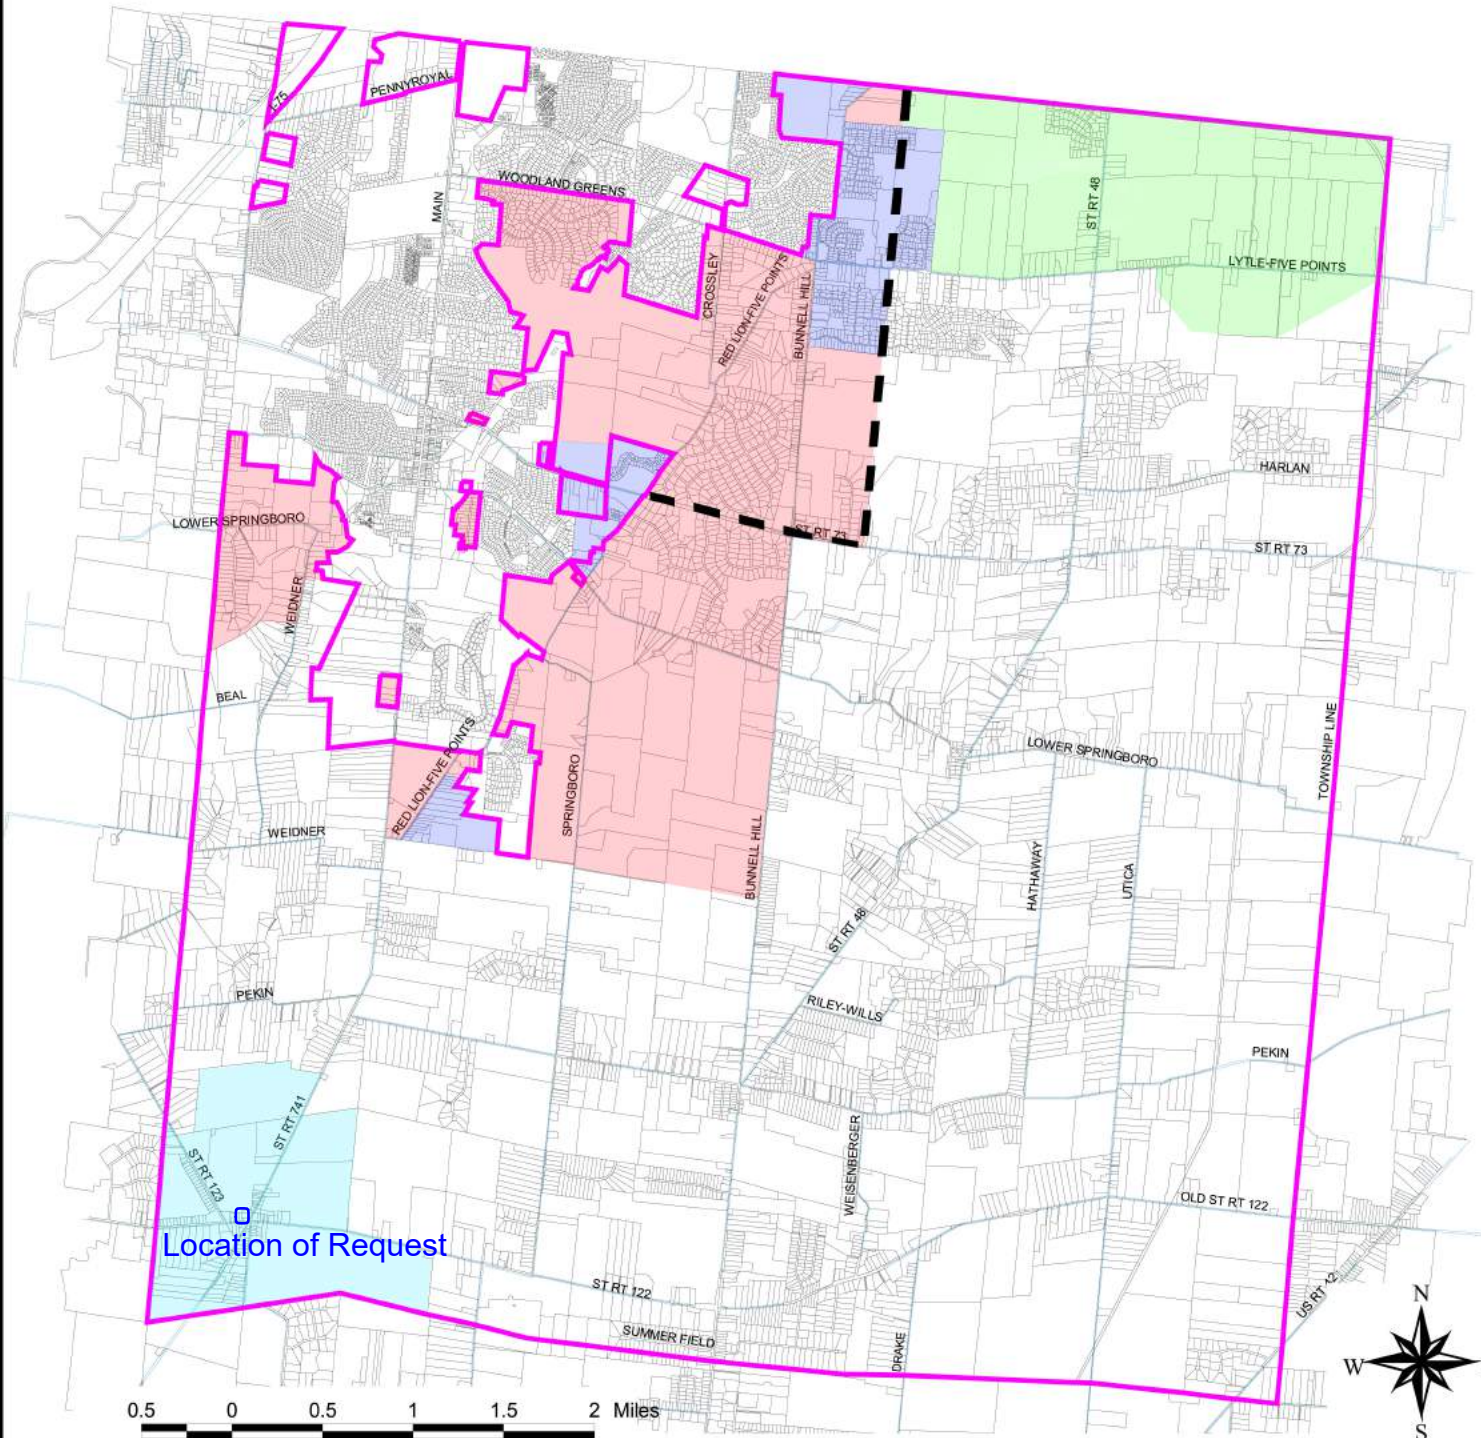 I-75
PENNYROYAL
WOODLAND GREENS
MAIN
ST RT 48
CROSSLEY
RED LION-FIVE POINTS
BUNNELL HILL
LYTLE-FIVE POINTS
HARLAN
LOWER SPRINGBORO
ST RT 73
ST RT 73
WEIDNER
BEAL
RED LION-FIVE POINTS
SPRINGBORO
LOWER SPRINGBORO
TOWNSHIP LINE
WEIDNER
BUNNELL HILL
HATHAWAY
UTICA
ST RT 48
PEKIN
RILEY-WILLS
PEKIN
ST RT 741
ST RT 123
WEISENBERGER
OLD ST RT 122
Location of Request
ST RT 122
US RT 42
SUMMER FIELD
DRAKE
N
W
S
0.5 0 0.5 1 1.5 2 Miles